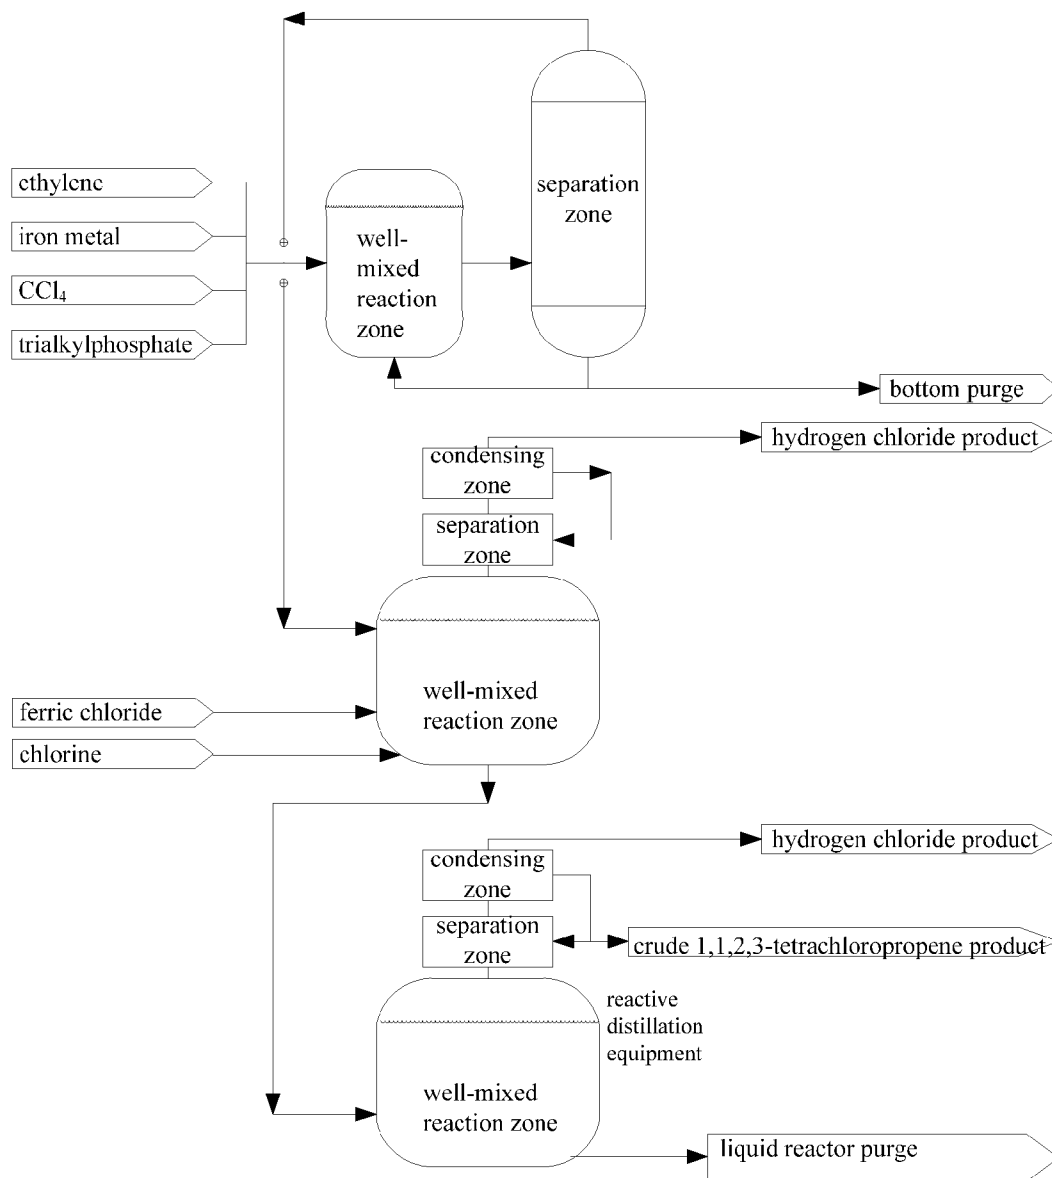 ethylene
iron metal
CCl₄
trialkylphosphate
well-
mixed
reaction
zone
separation
zone
bottom purge
hydrogen chloride product
condensing
zone
separation
zone
well-mixed
reaction zone
ferric chloride
chlorine
hydrogen chloride product
condensing
zone
separation
zone
crude 1,1,2,3-tetrachloropropene product
reactive
distillation
equipment
well-mixed
reaction zone
liquid reactor purge